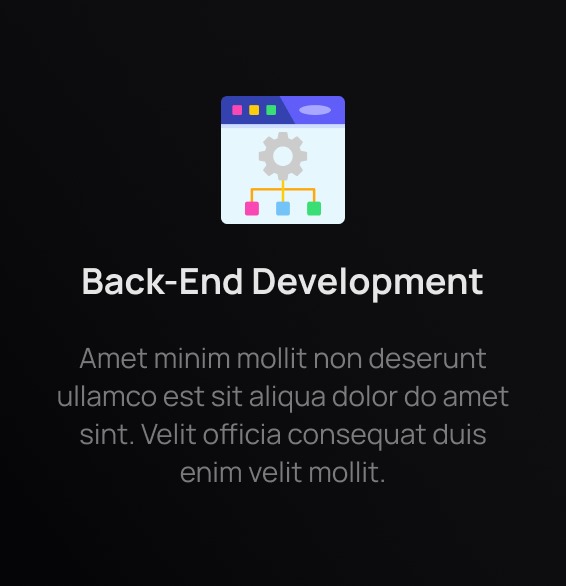 Back-End Development
Amet minim mollit non deserunt
ullamco est sit aliqua dolor do amet
sint. Velit officia consequat duis
enim velit mollit.